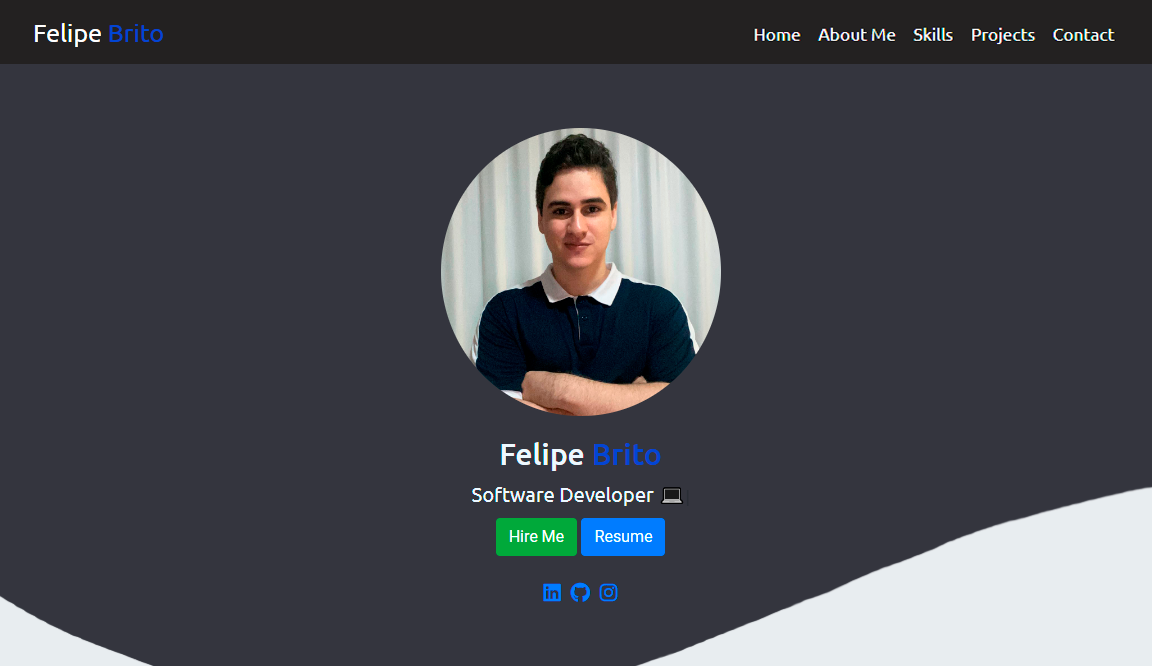 Felipe Brito
Home About Me Skills Projects Contact
Felipe Brito
Software Developer 💻
Hire Me Resume